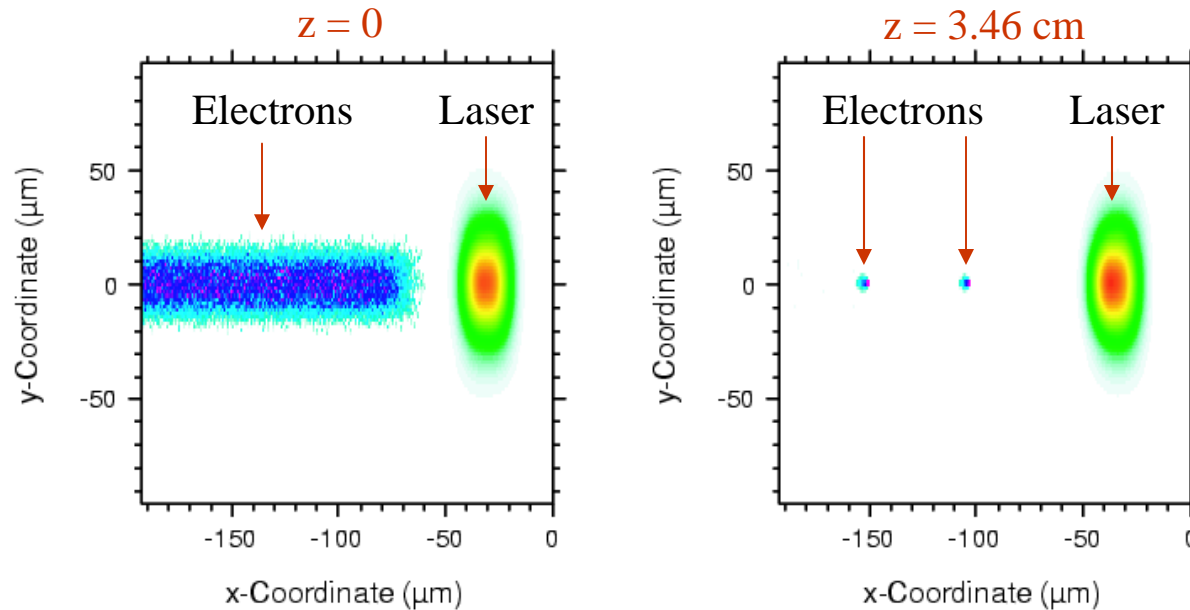 z = 0
Electrons
Laser
50
0
-50
y-Coordinate (μm)
-150
-100
-50
0
x-Coordinate (μm)
z = 3.46 cm
Electrons
Laser
50
0
-50
y-Coordinate (μm)
-150
-100
-50
0
x-Coordinate (μm)